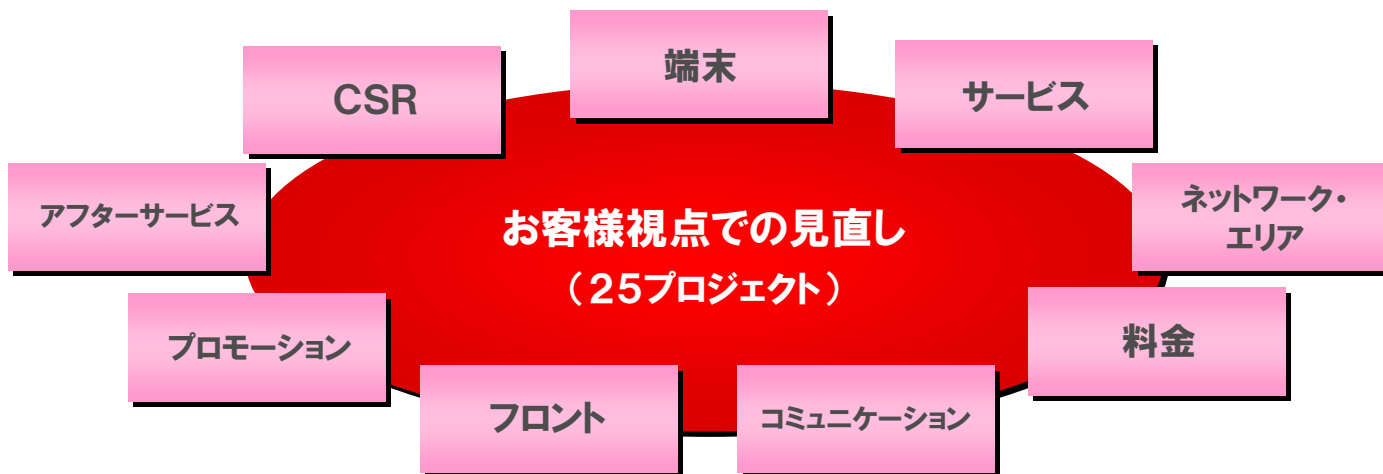 端末
CSR
サービス
アフターサービス
ネットワーク・
エリア
お客様視点での見直し
(25プロジェクト)
プロモーション
料金
フロント
コミュニケーション